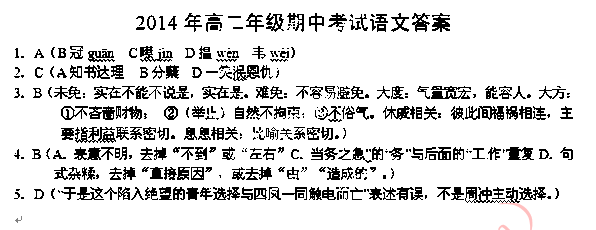 2014年高二年级期中考试语文答案
1. A（B 冠 guān　C 噤 jìn　D 揾 wèn　韦 wéi）
2. C（A 知书达理　B 分蘖　D 一笑泯恩仇）
3. B（未免：实在不能不说是，实在是。难免：不容易避免。大度：气量宽宏，能容人。大方：
①不吝啬财物；②（举止）自然不拘束；③不俗气。休戚相关：彼此间福祸相连，主
要指利益联系密切。息息相关：比喻关系密切。）
4. B（A. 表意不明，去掉“不到”或“左右”C. 当务之急”的“务”与后面的“工作”重复 D. 句
式杂糅，去掉“直接原因”，或去掉“由”“造成的”。）
5. D（“于是这个陷入绝望的青年选择与四凤一同触电而亡”表述有误，不是周冲主动选择。）